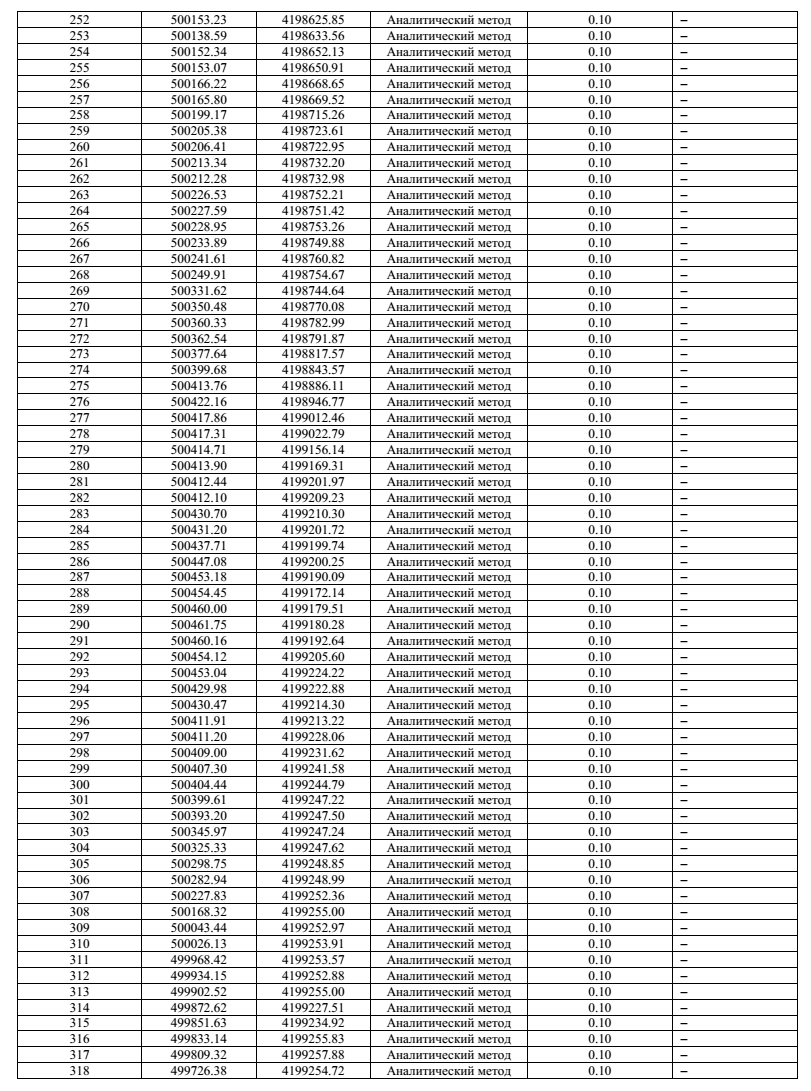 252 500153.23 4198625.85 Аналитический метод 0.10 –
253 500138.59 4198633.56 Аналитический метод 0.10 –
254 500152.34 4198652.13 Аналитический метод 0.10 –
255 500153.07 4198650.91 Аналитический метод 0.10 –
256 500166.22 4198668.65 Аналитический метод 0.10 –
257 500165.80 4198669.52 Аналитический метод 0.10 –
258 500199.17 4198715.26 Аналитический метод 0.10 –
259 500205.38 4198723.61 Аналитический метод 0.10 –
260 500206.41 4198722.95 Аналитический метод 0.10 –
261 500213.34 4198732.20 Аналитический метод 0.10 –
262 500212.28 4198732.98 Аналитический метод 0.10 –
263 500226.53 4198752.21 Аналитический метод 0.10 –
264 500227.59 4198751.42 Аналитический метод 0.10 –
265 500228.95 4198753.26 Аналитический метод 0.10 –
266 500233.89 4198749.88 Аналитический метод 0.10 –
267 500241.61 4198760.82 Аналитический метод 0.10 –
268 500249.91 4198754.67 Аналитический метод 0.10 –
269 500331.62 4198744.64 Аналитический метод 0.10 –
270 500350.48 4198770.08 Аналитический метод 0.10 –
271 500360.33 4198782.99 Аналитический метод 0.10 –
272 500362.54 4198791.87 Аналитический метод 0.10 –
273 500377.64 4198817.57 Аналитический метод 0.10 –
274 500399.68 4198843.57 Аналитический метод 0.10 –
275 500413.76 4198886.11 Аналитический метод 0.10 –
276 500422.16 4198946.77 Аналитический метод 0.10 –
277 500417.86 4199012.46 Аналитический метод 0.10 –
278 500417.31 4199022.79 Аналитический метод 0.10 –
279 500414.71 4199156.14 Аналитический метод 0.10 –
280 500413.90 4199169.31 Аналитический метод 0.10 –
281 500412.44 4199201.97 Аналитический метод 0.10 –
282 500412.10 4199209.23 Аналитический метод 0.10 –
283 500430.70 4199210.30 Аналитический метод 0.10 –
284 500431.20 4199201.72 Аналитический метод 0.10 –
285 500437.71 4199199.74 Аналитический метод 0.10 –
286 500447.08 4199200.25 Аналитический метод 0.10 –
287 500453.18 4199190.09 Аналитический метод 0.10 –
288 500454.45 4199172.14 Аналитический метод 0.10 –
289 500460.00 4199179.51 Аналитический метод 0.10 –
290 500461.75 4199180.28 Аналитический метод 0.10 –
291 500460.16 4199192.64 Аналитический метод 0.10 –
292 500454.12 4199205.60 Аналитический метод 0.10 –
293 500453.04 4199224.22 Аналитический метод 0.10 –
294 500429.98 4199222.88 Аналитический метод 0.10 –
295 500430.47 4199214.30 Аналитический метод 0.10 –
296 500411.91 4199213.22 Аналитический метод 0.10 –
297 500411.20 4199228.06 Аналитический метод 0.10 –
298 500409.00 4199231.62 Аналитический метод 0.10 –
299 500407.30 4199241.58 Аналитический метод 0.10 –
300 500404.44 4199244.79 Аналитический метод 0.10 –
301 500399.61 4199247.22 Аналитический метод 0.10 –
302 500393.20 4199247.50 Аналитический метод 0.10 –
303 500345.97 4199247.24 Аналитический метод 0.10 –
304 500325.33 4199247.62 Аналитический метод 0.10 –
305 500298.75 4199248.85 Аналитический метод 0.10 –
306 500282.94 4199248.99 Аналитический метод 0.10 –
307 500227.83 4199252.36 Аналитический метод 0.10 –
308 500168.32 4199255.00 Аналитический метод 0.10 –
309 500043.44 4199252.97 Аналитический метод 0.10 –
310 500026.13 4199253.91 Аналитический метод 0.10 –
311 499968.42 4199253.57 Аналитический метод 0.10 –
312 499934.15 4199252.88 Аналитический метод 0.10 –
313 499902.52 4199255.00 Аналитический метод 0.10 –
314 499872.62 4199227.51 Аналитический метод 0.10 –
315 499851.63 4199234.92 Аналитический метод 0.10 –
316 499833.14 4199255.83 Аналитический метод 0.10 –
317 499809.32 4199257.88 Аналитический метод 0.10 –
318 499726.38 4199254.72 Аналитический метод 0.10 –